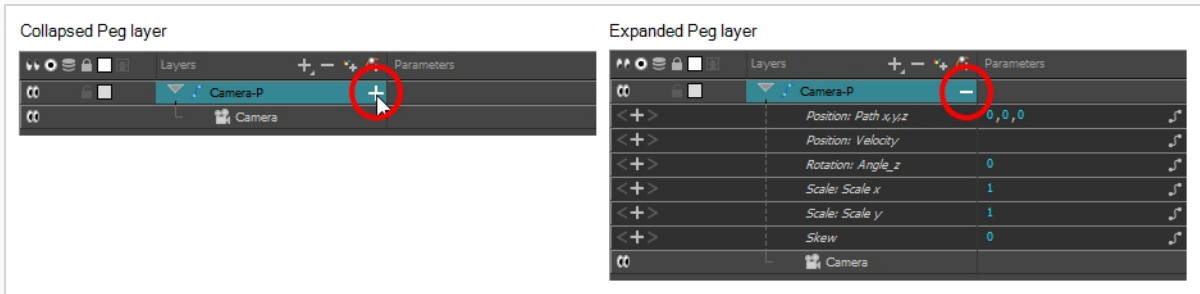 Collapsed Peg layer
Layers Parameters
Camera-P
Camera
Expanded Peg layer
Layers Parameters
Camera-P
Position: Path x,y,z 0,0,0
Position: Velocity
Rotation: Angle_z 0
Scale: Scale x 1
Scale: Scale y 1
Skew 0
Camera